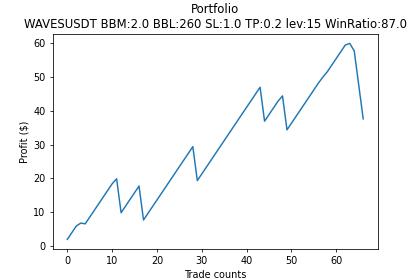 Portfolio
WAVESUSDT BBM:2.0 BBL:260 SL:1.0 TP:0.2 lev:15 WinRatio:87.0
60
50
40
30
20
10
0
Profit ($)
0 10 20 30 40 50 60
Trade counts